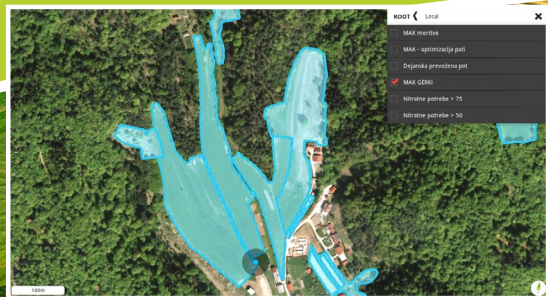 ROOT Local
MAK meritve
MAK - optimizacija poti
Dejanska prevožena pot
MAK GERKI
Nitratne potrebe > 75
Nitratne potrebe > 50
100m